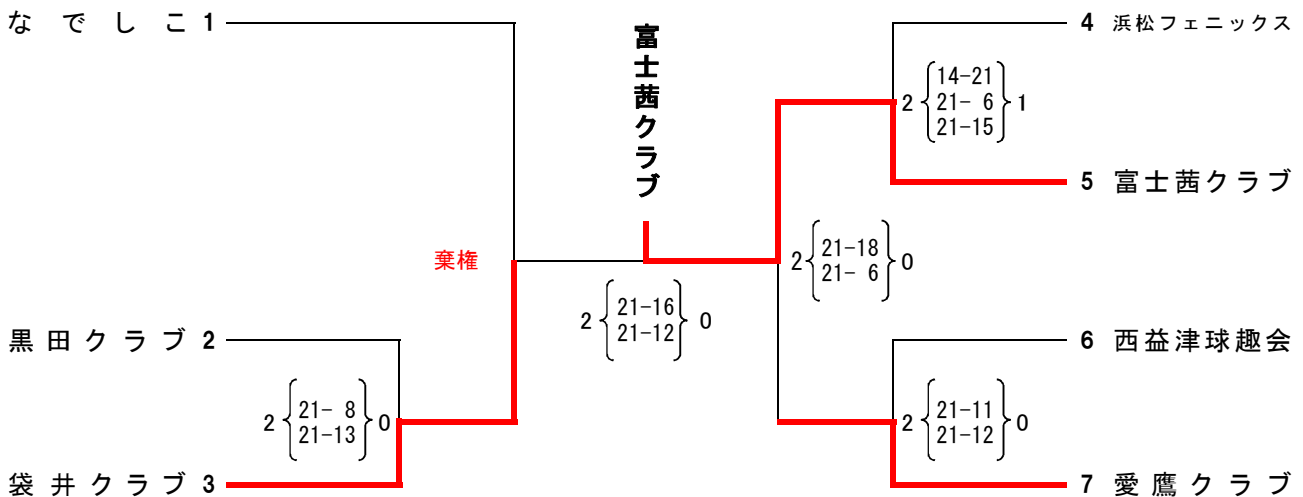 なでしこ 1
富士茜クラブ
4 浜松フェニックス
2 14-21 1
21- 6
21-15
5 富士茜クラブ
棄権
2 21-18 0
21- 6
2 21-16 0
21-12
黒田クラブ 2
6 西益津球趣会
2 21- 8 0
21-13
2 21-11 0
21-12
袋井クラブ 3
7 愛鷹クラブ